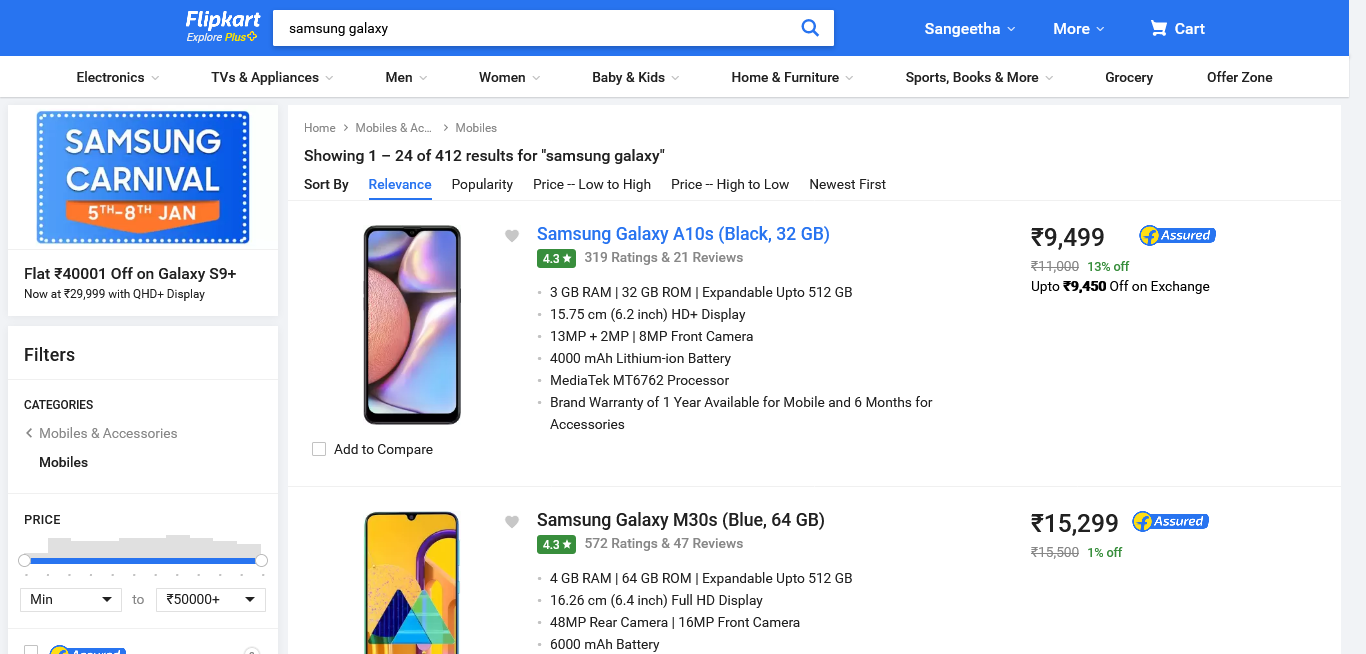 Flipkart
Explore Plus
samsung galaxy
Sangeetha
More
Cart
Electronics
TVs & Appliances
Men
Women
Baby & Kids
Home & Furniture
Sports, Books & More
Grocery
Offer Zone
SAMSUNG
CARNIVAL
5TH-8TH JAN
Flat ₹40001 Off on Galaxy S9+
Now at ₹29,999 with QHD+ Display
Filters
CATEGORIES
Mobiles & Accessories
Mobiles
PRICE
Min to ₹50000+
Assured
?
Home > Mobiles & Ac... > Mobiles
Showing 1 – 24 of 412 results for "samsung galaxy"
Sort By Relevance Popularity Price -- Low to High Price -- High to Low Newest First
Samsung Galaxy A10s (Black, 32 GB)
4.3 ★ 319 Ratings & 21 Reviews
3 GB RAM | 32 GB ROM | Expandable Upto 512 GB
15.75 cm (6.2 inch) HD+ Display
13MP + 2MP | 8MP Front Camera
4000 mAh Lithium-ion Battery
MediaTek MT6762 Processor
Brand Warranty of 1 Year Available for Mobile and 6 Months for
Accessories
Add to Compare
₹9,499
Assured
₹11,000 13% off
Upto ₹9,450 Off on Exchange
Samsung Galaxy M30s (Blue, 64 GB)
4.3 ★ 572 Ratings & 47 Reviews
4 GB RAM | 64 GB ROM | Expandable Upto 512 GB
16.26 cm (6.4 inch) Full HD Display
48MP Rear Camera | 16MP Front Camera
6000 mAh Battery
₹15,299
Assured
₹15,500 1% off